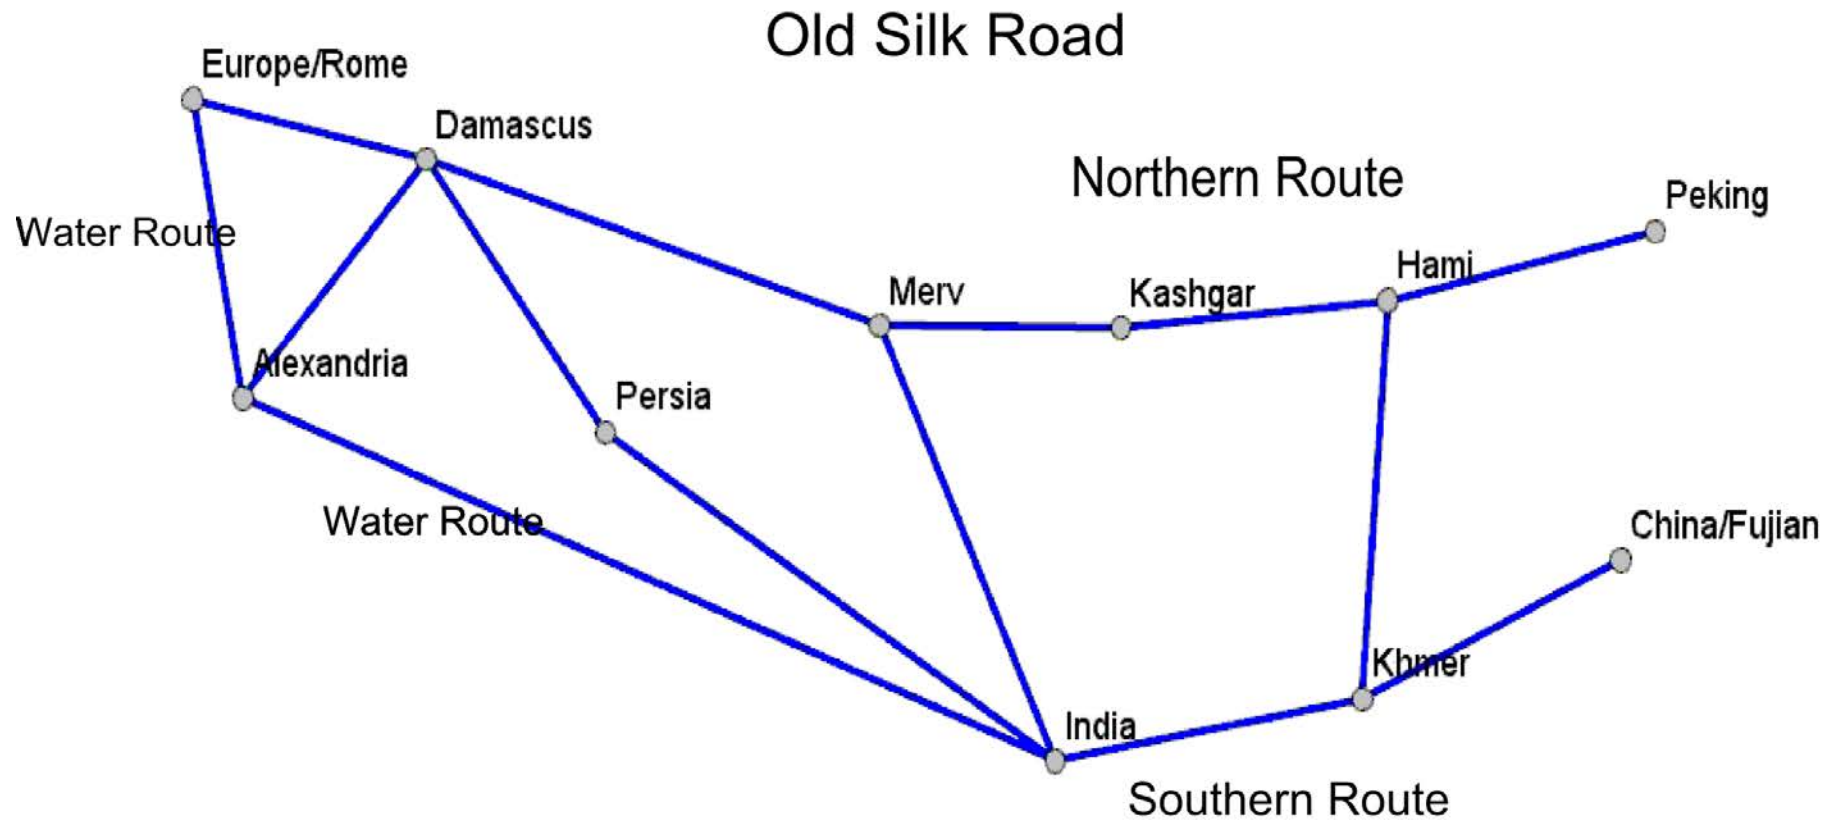 Old Silk Road
Europe/Rome
Damascus
Northern Route
Peking
Water Route
Hami
Merv
Kashgar
Alexandria
Persia
Water Route
China/Fujian
Khmer
India
Southern Route